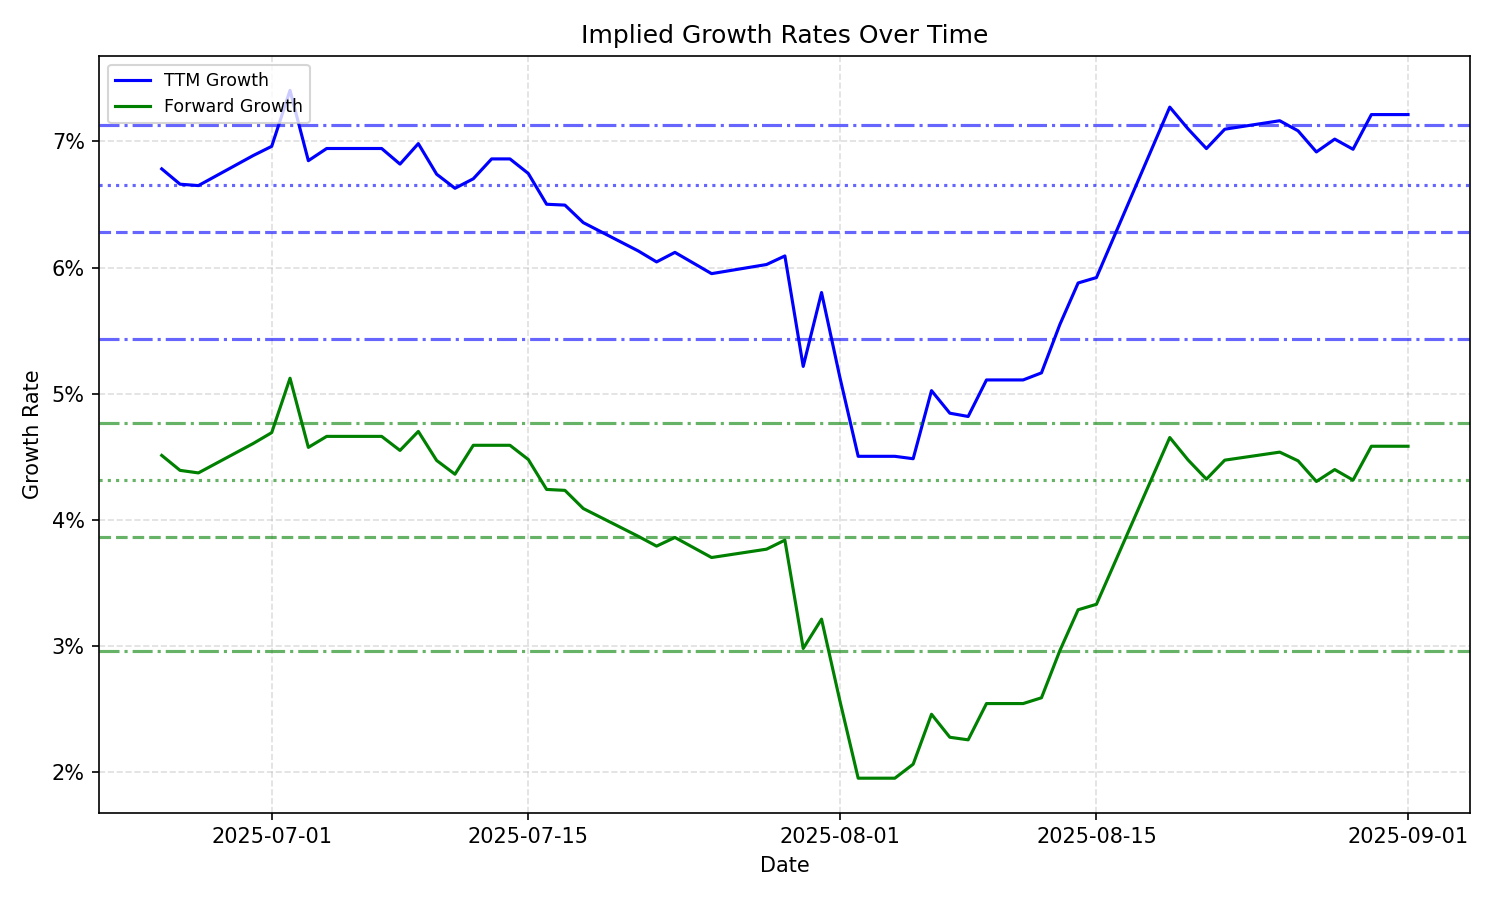 Implied Growth Rates Over Time
TTM Growth
Forward Growth
7%
6%
5%
4%
3%
2%
Growth Rate
2025-07-01
2025-07-15
2025-08-01
2025-08-15
2025-09-01
Date